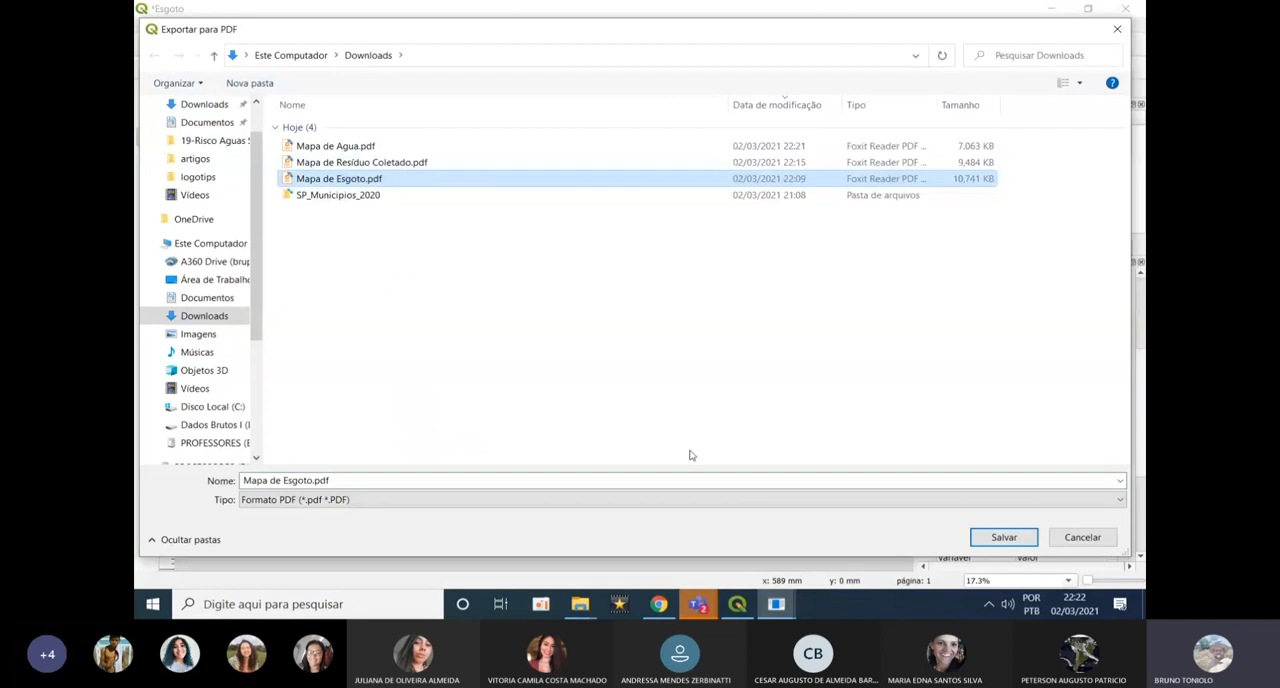 *Esgoto
Exportar para PDF
Este Computador > Downloads >
Pesquisar Downloads
Organizar
Nova pasta
Nome
Data de modificação
Tipo
Tamanho
Hoje (4)
Mapa de Agua.pdf 02/03/2021 22:21 Foxit Reader PDF ... 7,063 KB
Mapa de Resíduo Coletado.pdf 02/03/2021 22:15 Foxit Reader PDF ... 9,484 KB
Mapa de Esgoto.pdf 02/03/2021 22:09 Foxit Reader PDF ... 10,741 KB
SP_Municipios_2020 02/03/2021 21:08 Pasta de arquivos
Downloads
Documentos
19-Risco Aguas
artigos
logotips
Vídeos
OneDrive
Este Computador
A360 Drive (brup
Área de Trabalho
Documentos
Downloads
Imagens
Músicas
Objetos 3D
Vídeos
Disco Local (C:)
Dados Brutos I (
PROFESSORES (
Nome: Mapa de Esgoto.pdf
Tipo: Formato PDF (*.pdf *.PDF)
Ocultar pastas
Salvar
Cancelar
Variável Valor
x: 589 mm y: 0 mm página: 1 17.3%
Digite aqui para pesquisar
2
POR
PTB
22:22
02/03/2021
+4
CB
JULIANA DE OLIVEIRA ALMEIDA
VITORIA CAMILA COSTA MACHADO
ANDRESSA MENDES ZERBINATTI
CESAR AUGUSTO DE ALMEIDA BAR...
MARIA EDNA SANTOS SILVA
PETERSON AUGUSTO PATRICIO
BRUNO TONIOLO